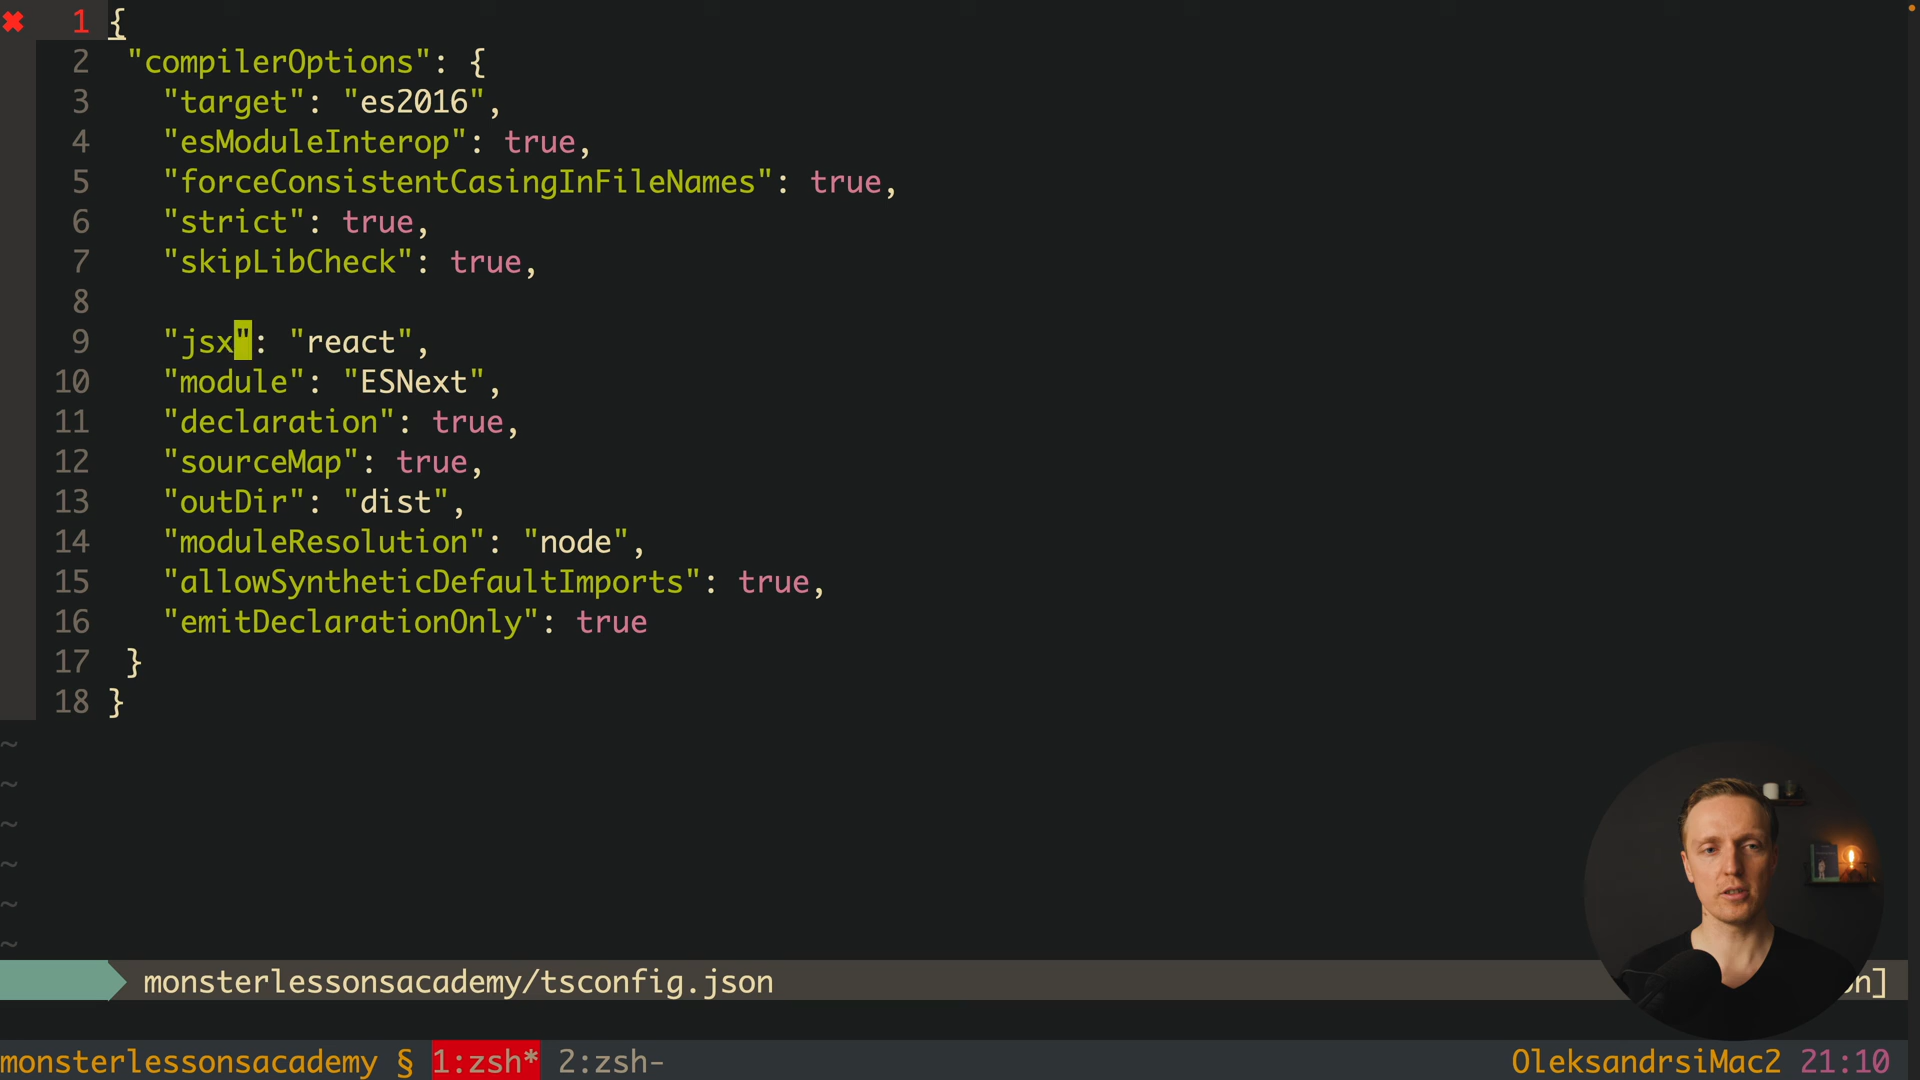 ✖ 1 {
2 "compilerOptions": {
3 "target": "es2016",
4 "esModuleInterop": true,
5 "forceConsistentCasingInFileNames": true,
6 "strict": true,
7 "skipLibCheck": true,
8
9 "jsx": "react",
10 "module": "ESNext",
11 "declaration": true,
12 "sourceMap": true,
13 "outDir": "dist",
14 "moduleResolution": "node",
15 "allowSyntheticDefaultImports": true,
16 "emitDeclarationOnly": true
17 }
18 }
~
~
~
~
~
~
monsterlessonsacademy/tsconfig.json n]
monsterlessonsacademy § 1:zsh* 2:zsh- OleksandrsiMac2 21:10